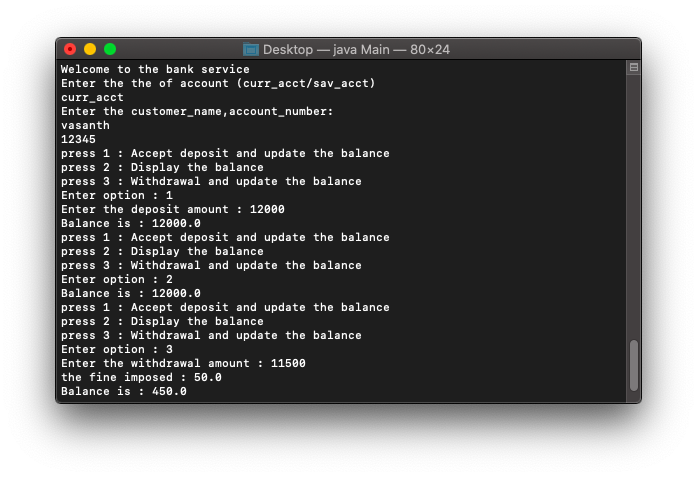 Desktop — java Main — 80×24
Welcome to the bank service
Enter the the of account (curr_acct/sav_acct)
curr_acct
Enter the customer_name,account_number:
vasanth
12345
press 1 : Accept deposit and update the balance
press 2 : Display the balance
press 3 : Withdrawal and update the balance
Enter option : 1
Enter the deposit amount : 12000
Balance is : 12000.0
press 1 : Accept deposit and update the balance
press 2 : Display the balance
press 3 : Withdrawal and update the balance
Enter option : 2
Balance is : 12000.0
press 1 : Accept deposit and update the balance
press 2 : Display the balance
press 3 : Withdrawal and update the balance
Enter option : 3
Enter the withdrawal amount : 11500
the fine imposed : 50.0
Balance is : 450.0